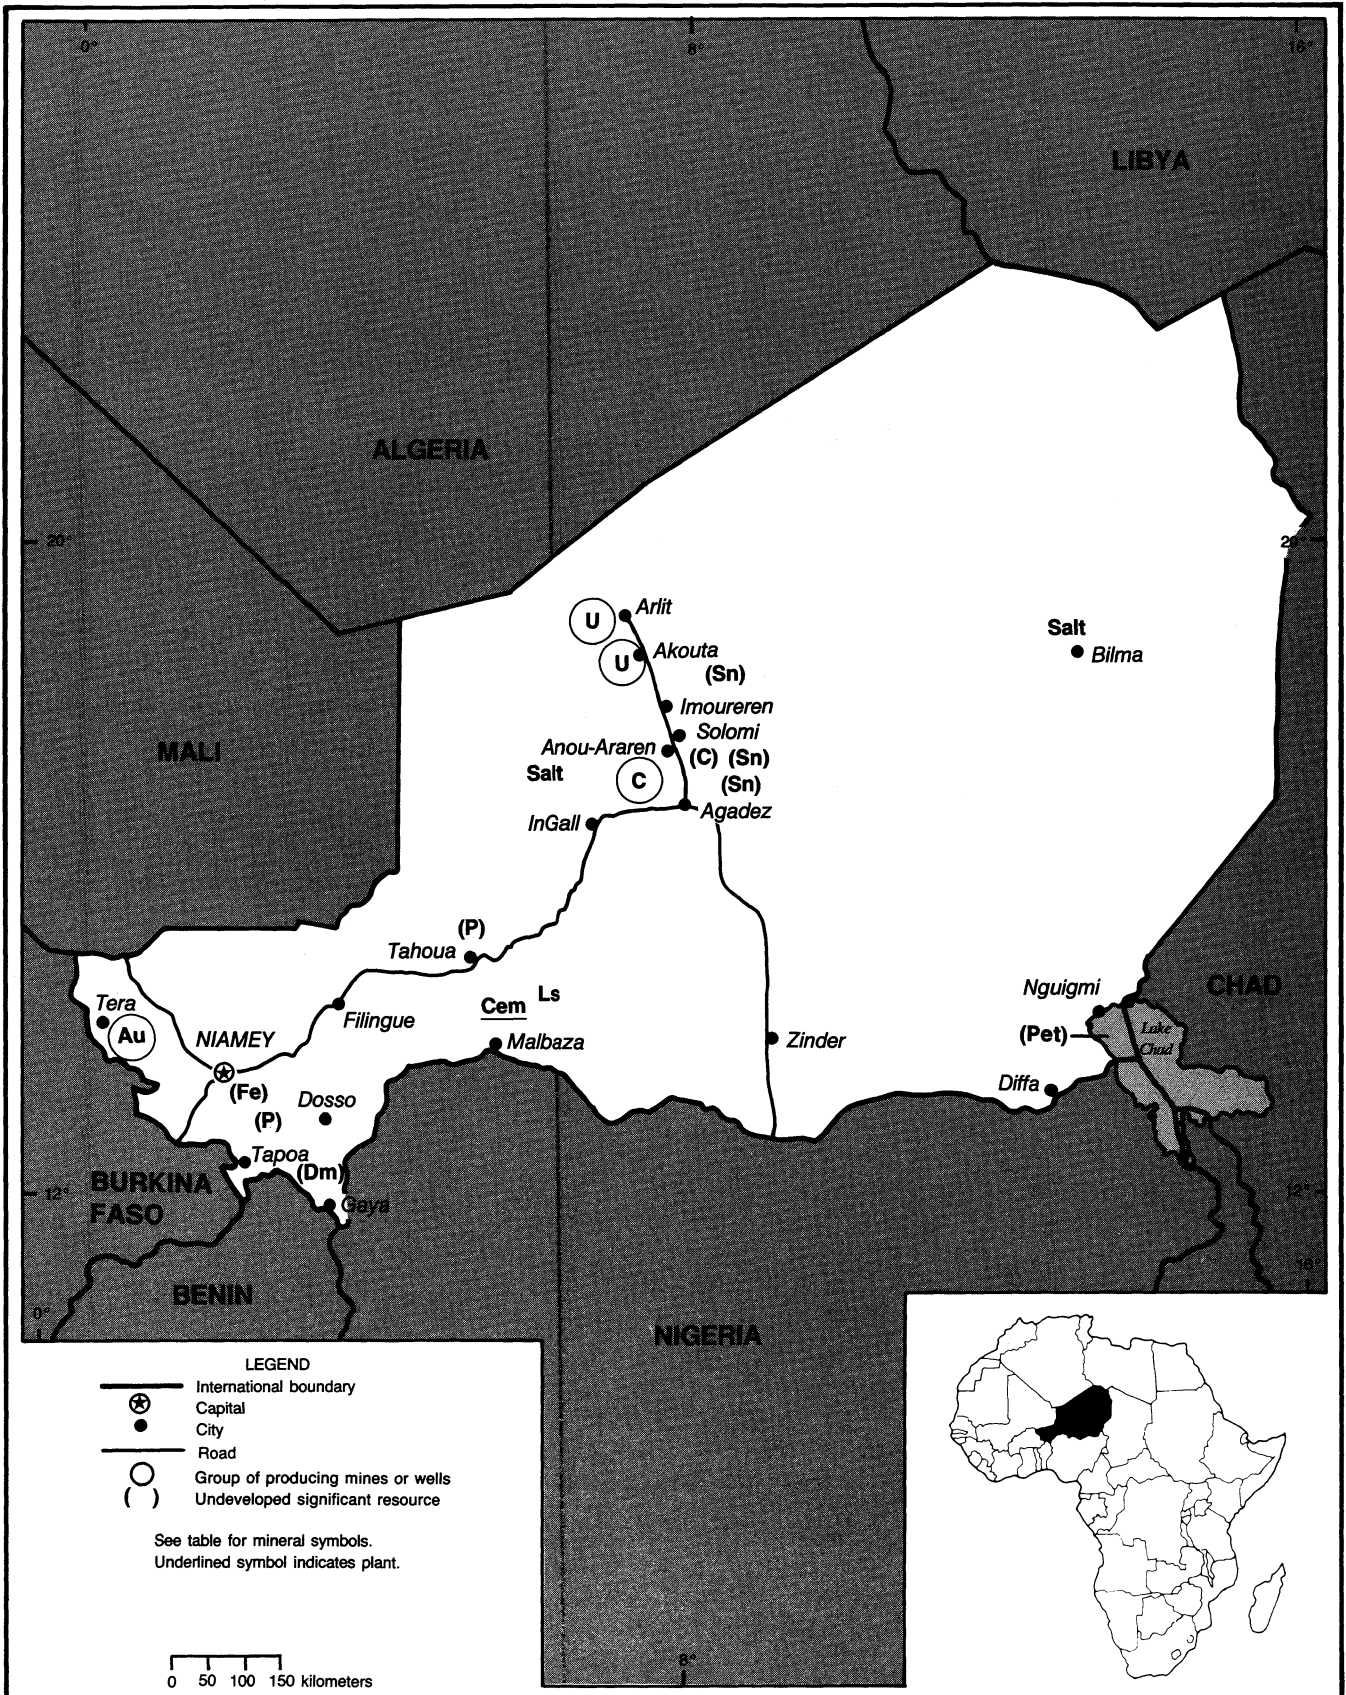 0°
8°
16°
LIBYA
ALGERIA
20°
20°
Arlit
U
Salt
Akouta
U
Bilma
(Sn)
Imoureren
Solomi
MALI
Anou-Araren
(C) (Sn)
Salt
C
(Sn)
Agadez
InGall
(P)
Tahoua
CHAD
Nguigmi
Ls
Tera
Cem
Filingue
Lake
Chad
Au
NIAMEY
(Pet)
Malbaza
Zinder
Diffa
(Fe)
Dosso
(P)
Tapoa
(Dm)
BURKINA
FASO
12°
12°
Gaya
16°
BENIN
0°
NIGERIA
LEGEND
International boundary
Capital
City
Road
Group of producing mines or wells
( ) Undeveloped significant resource
See table for mineral symbols.
Underlined symbol indicates plant.
8°
0 50 100 150 kilometers